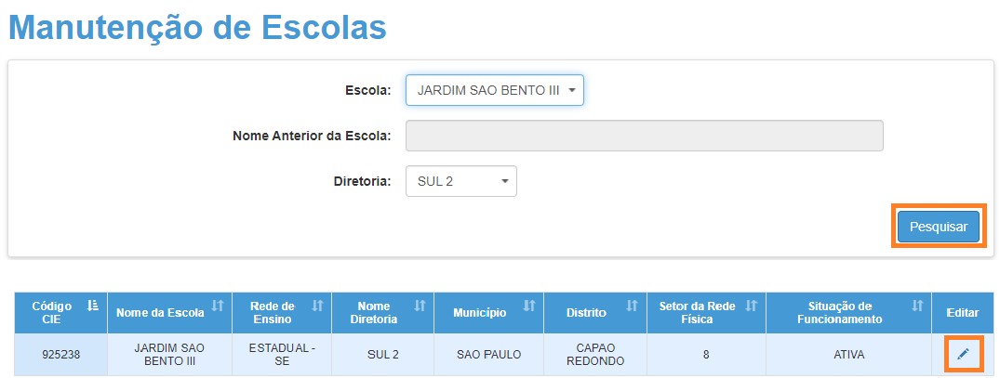 Manutenção de Escolas
Escola: JARDIM SAO BENTO III
Nome Anterior da Escola:
Diretoria: SUL 2
Pesquisar
Código CIE Nome da Escola Rede de Ensino Nome Diretoria Município Distrito Setor da Rede Física Situação de Funcionamento Editar
925238 JARDIM SAO BENTO III ESTADUAL - SE SUL 2 SAO PAULO CAPAO REDONDO 8 ATIVA